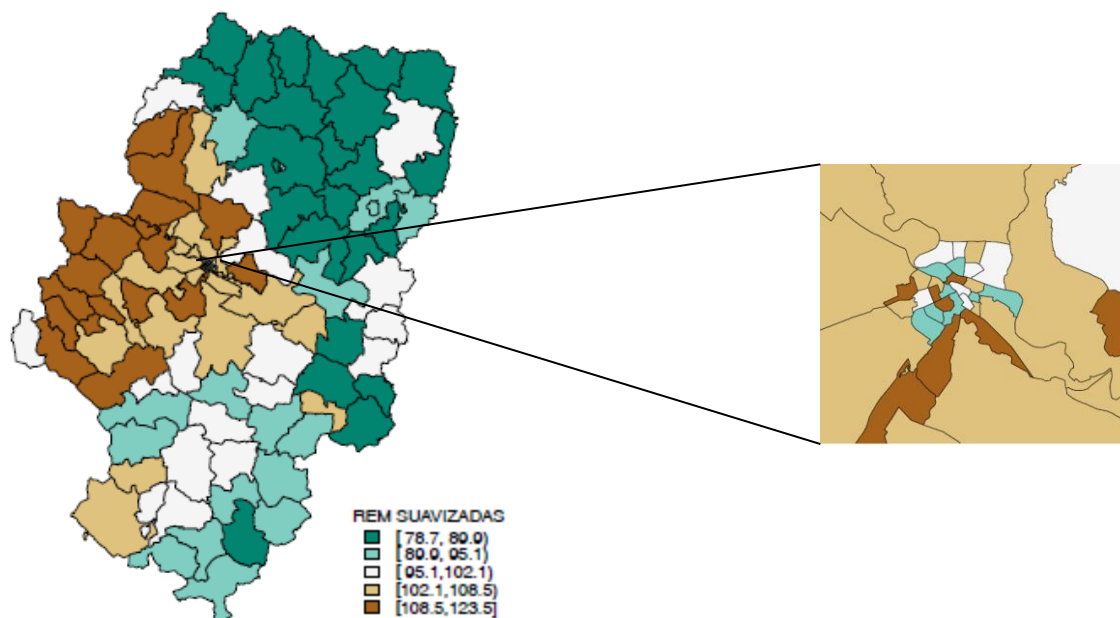 REM SUAVIZADAS
[ 78.7, 89.9)
[ 89.9, 95.1)
[ 95.1,102.1)
[102.1,108.5)
[108.5,123.5]